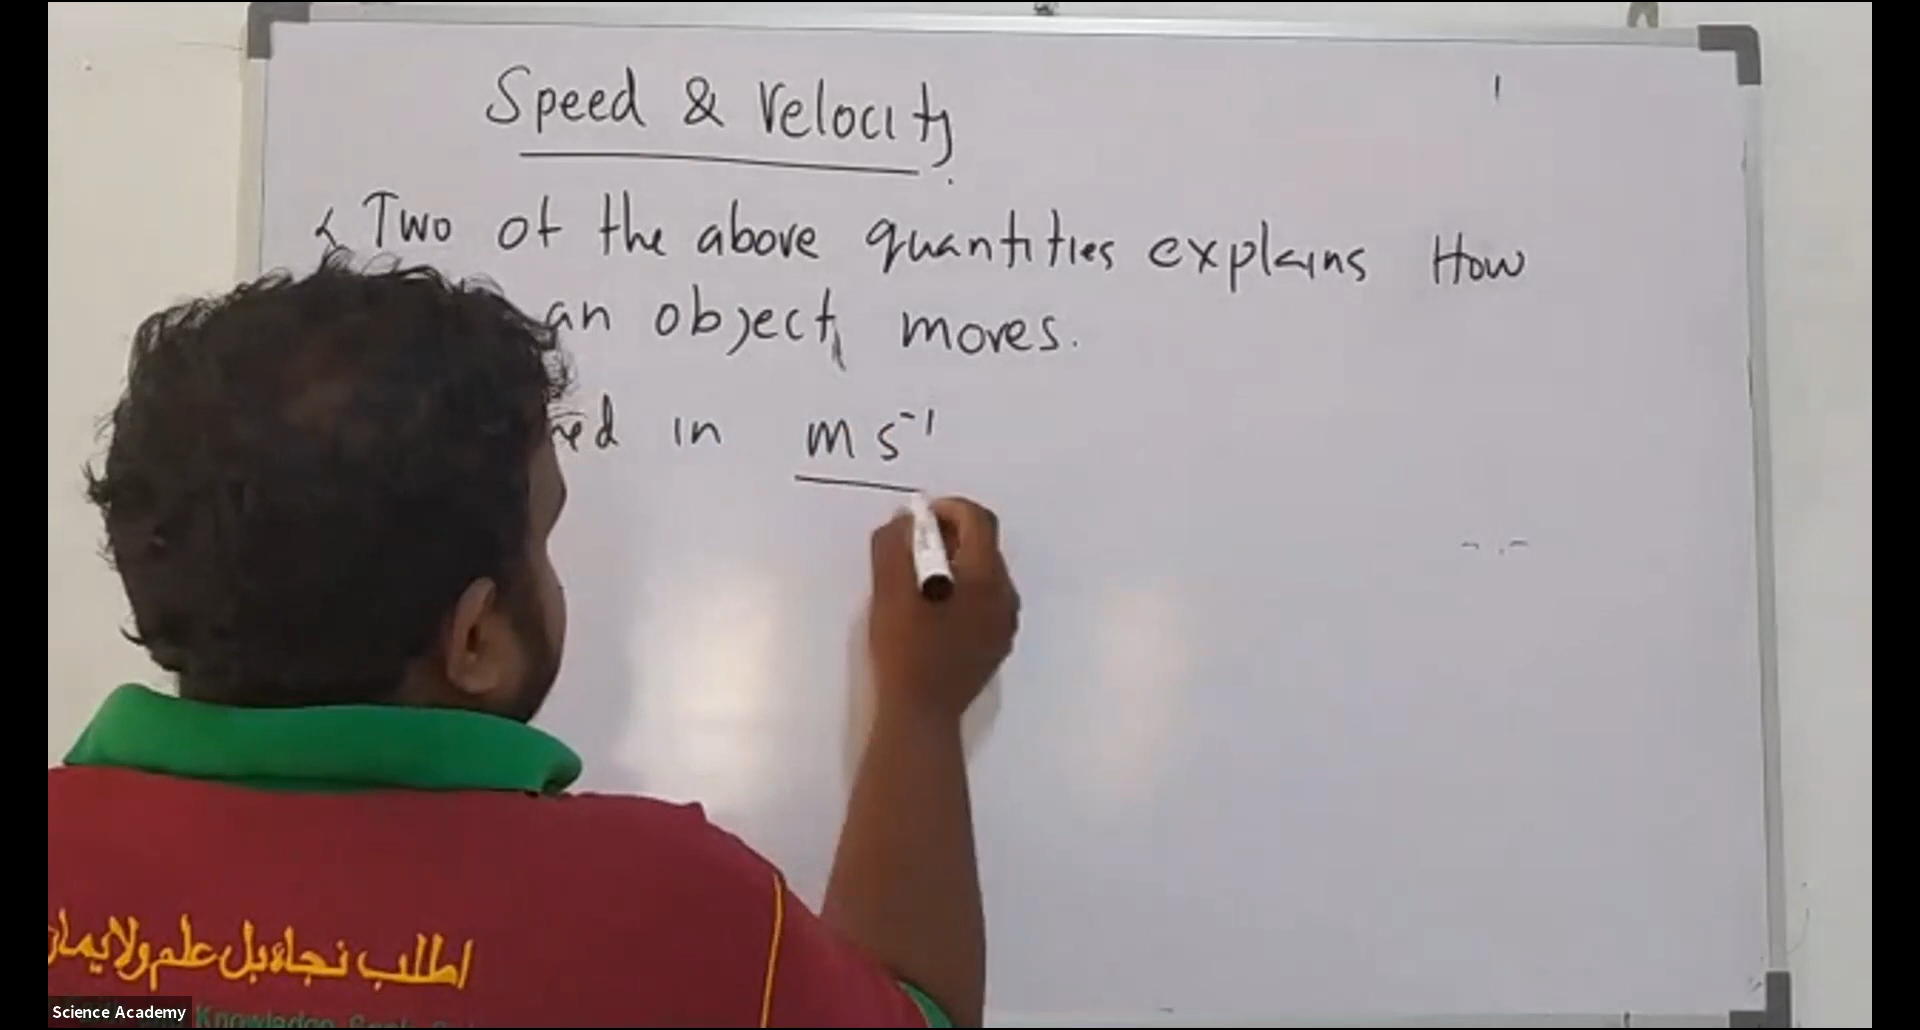 Speed & Velocity
Two of the above quantities explains How
an object moves.
in ms⁻¹
اطلب نجاة بل علم ولايمان
Science Academy
Knowledge